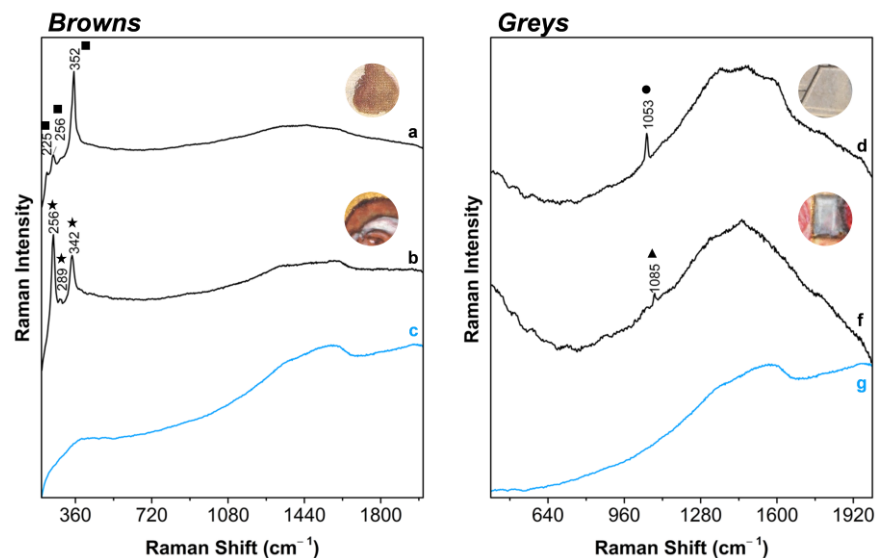 Browns
Greys
225 ■
256 ■
352 ■
a
256 ★
289 ★
342 ★
b
c
Raman Intensity
360 720 1080 1440 1800
Raman Shift (cm⁻¹)
● 1053
d
▲ 1085
f
g
Raman Intensity
640 960 1280 1600 1920
Raman Shift (cm⁻¹)